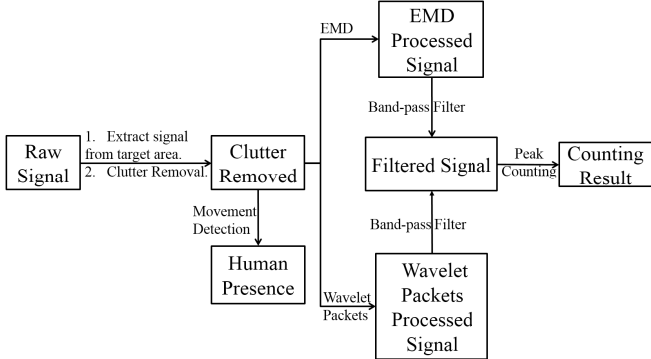 Raw
Signal
1. Extract signal
from target area.
2. Clutter Removal.
Clutter
Removed
Movement
Detection
Human
Presence
EMD
EMD
Processed
Signal
Band-pass Filter
Filtered Signal
Band-pass Filter
Wavelet
Packets
Wavelet
Packets
Processed
Signal
Peak
Counting
Counting
Result